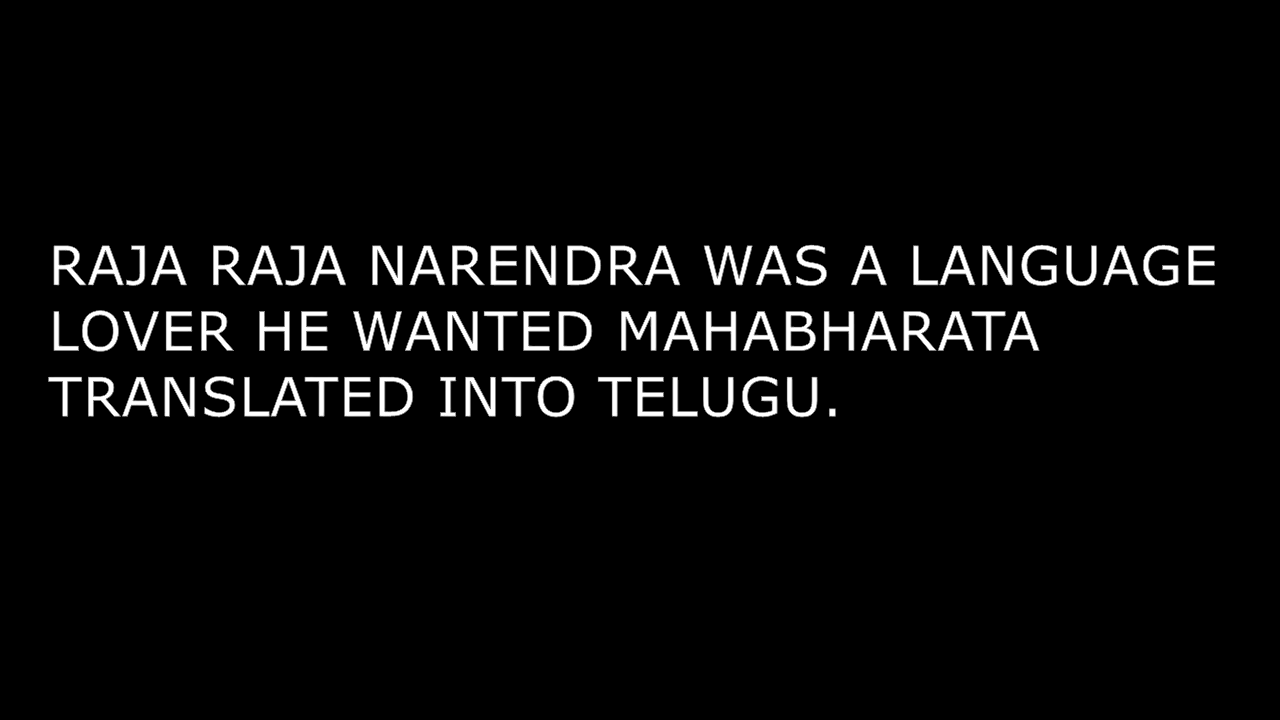 RAJA RAJA NARENDRA WAS A LANGUAGE
LOVER HE WANTED MAHABHARATA
TRANSLATED INTO TELUGU.